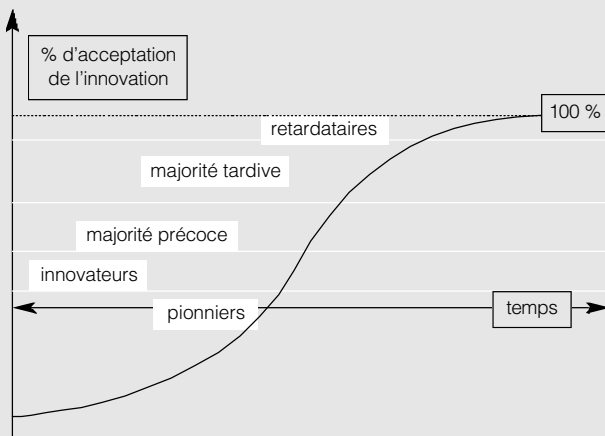 % d’acceptation
de l’innovation
100 %
retardataires
majorité tardive
majorité précoce
innovateurs
temps
pionniers